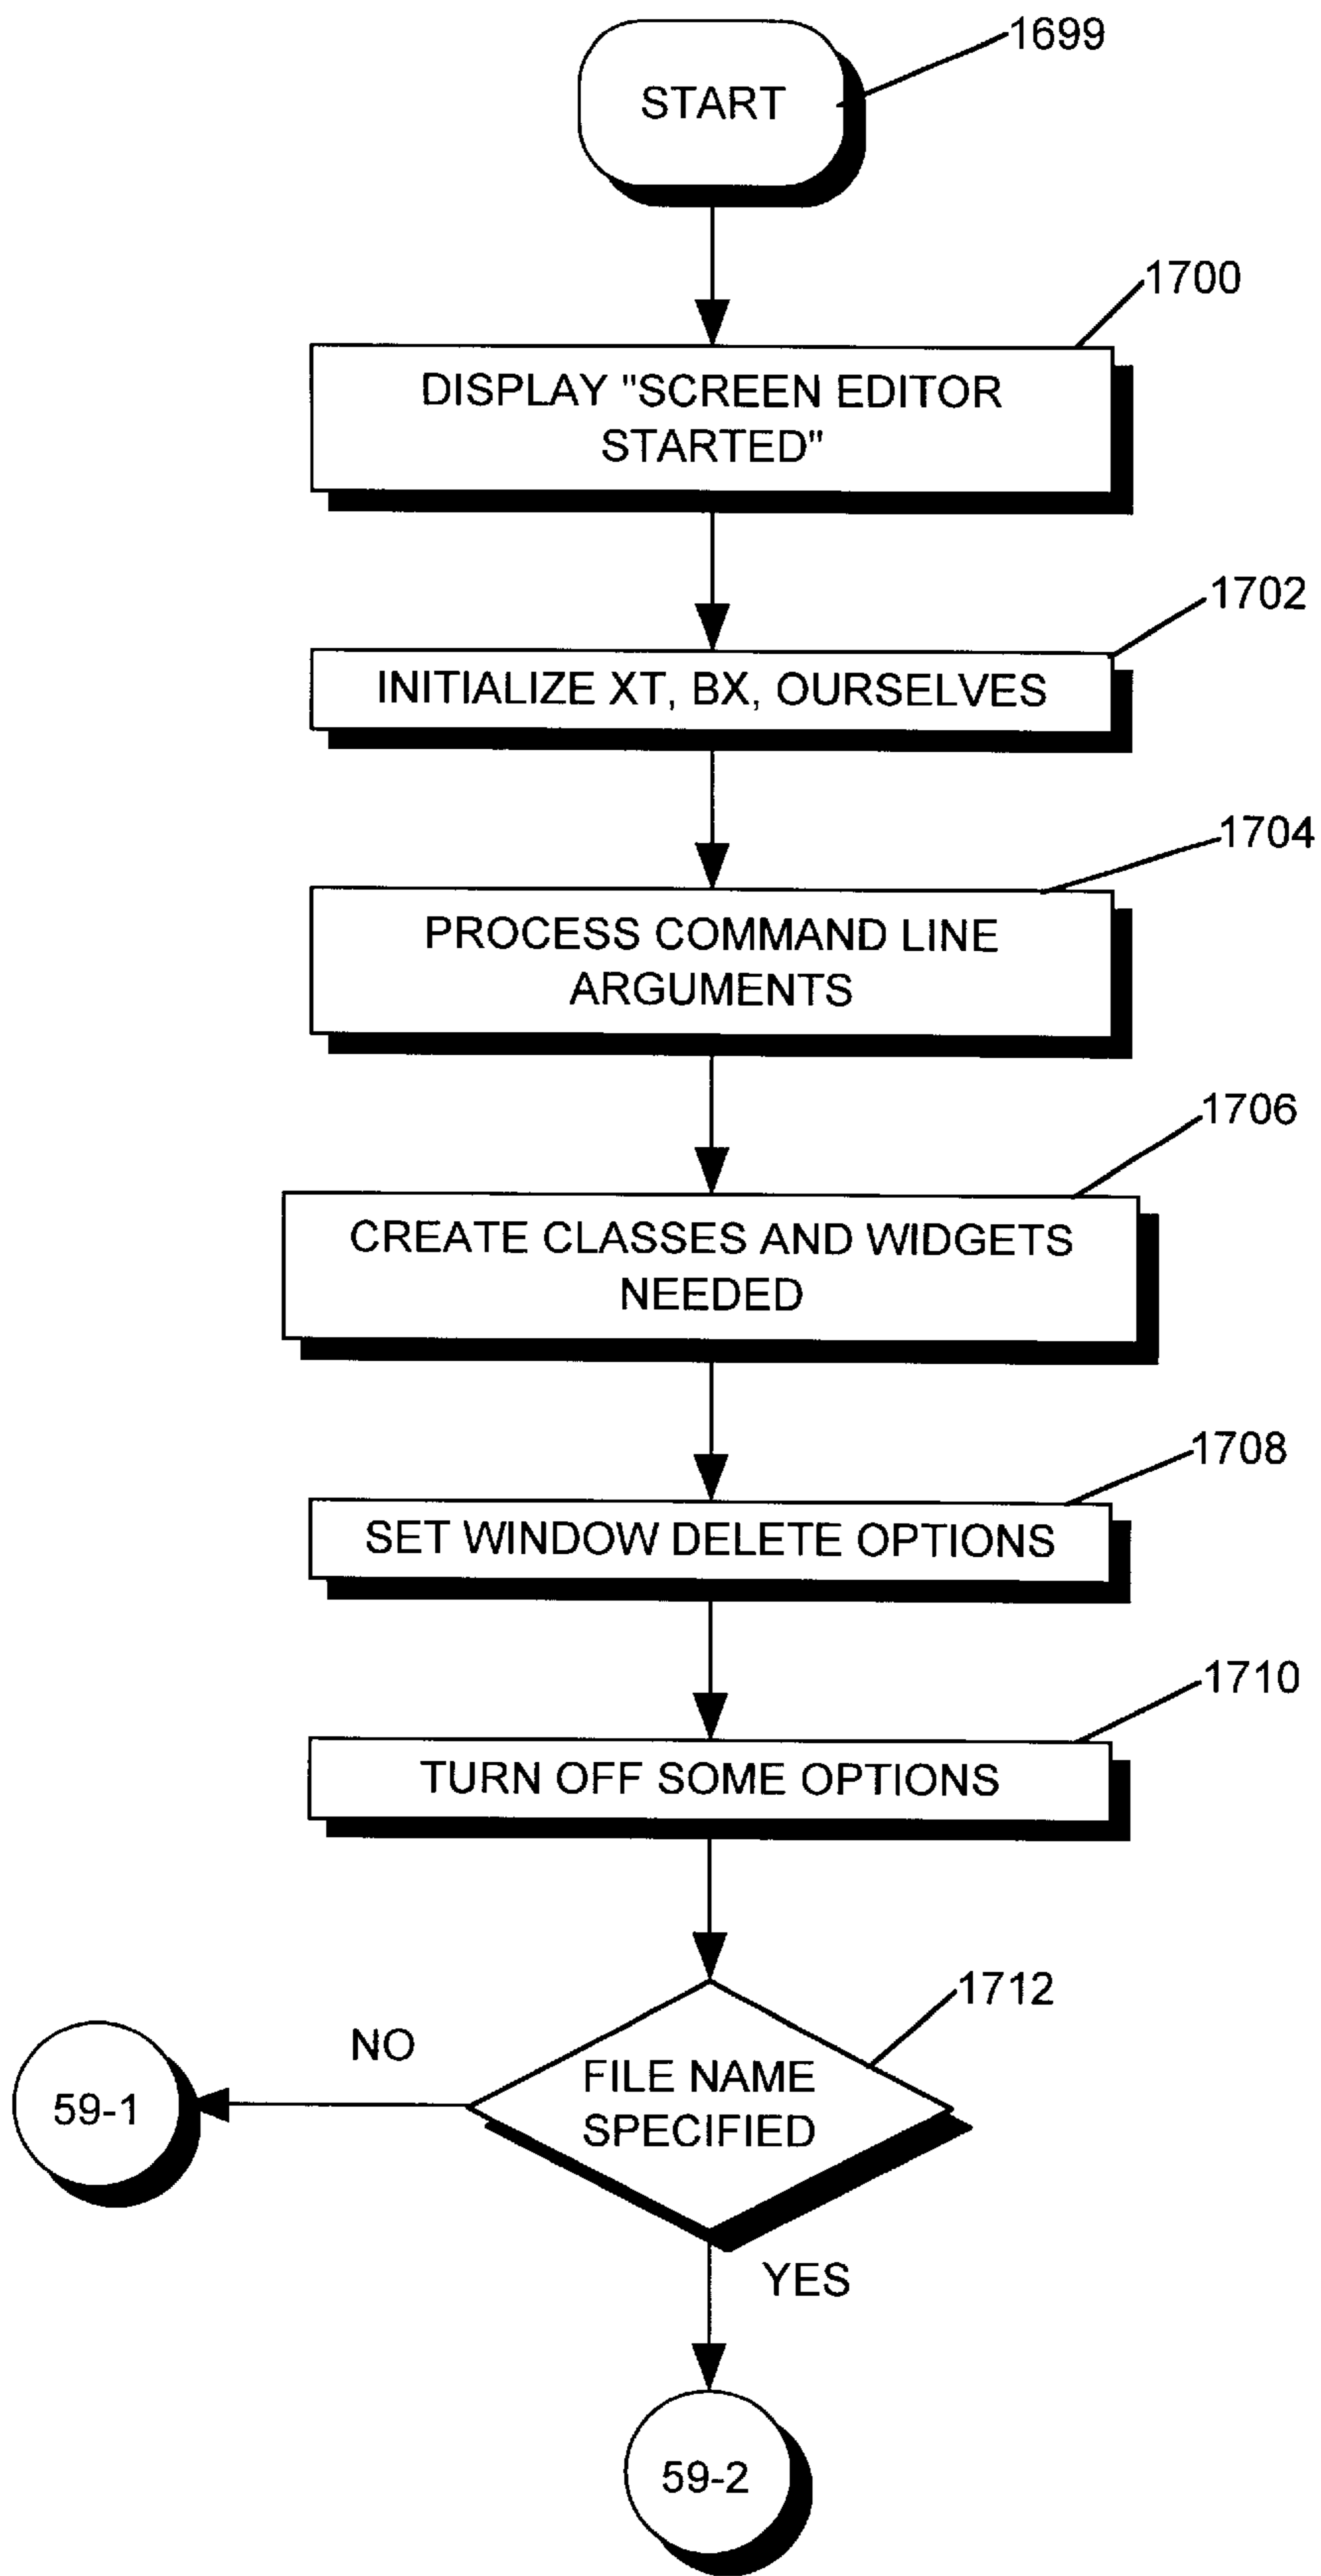 1699
START
1700
DISPLAY "SCREEN EDITOR
STARTED"
1702
INITIALIZE XT, BX, OURSELVES
1704
PROCESS COMMAND LINE
ARGUMENTS
1706
CREATE CLASSES AND WIDGETS
NEEDED
1708
SET WINDOW DELETE OPTIONS
1710
TURN OFF SOME OPTIONS
1712
FILE NAME
SPECIFIED
NO
59-1
YES
59-2